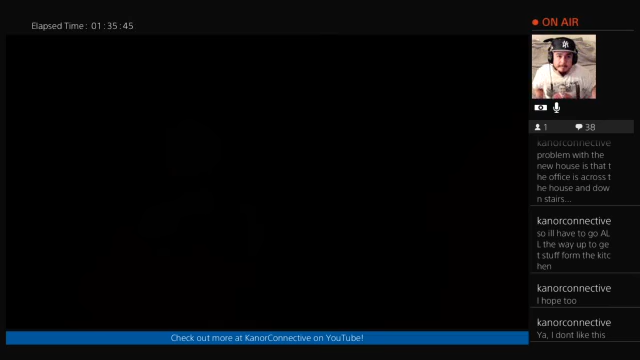 Elapsed Time : 01:35:45
ON AIR
1
38
kanorconnective
problem with the
new house is that t
he office is across t
he house and dow
n stairs...
kanorconnective
so ill have to go AL
L the way up to ge
t stuff form the kitc
hen
kanorconnective
I hope too
kanorconnective
Ya, I dont like this
Check out more at KanorConnective on YouTube!